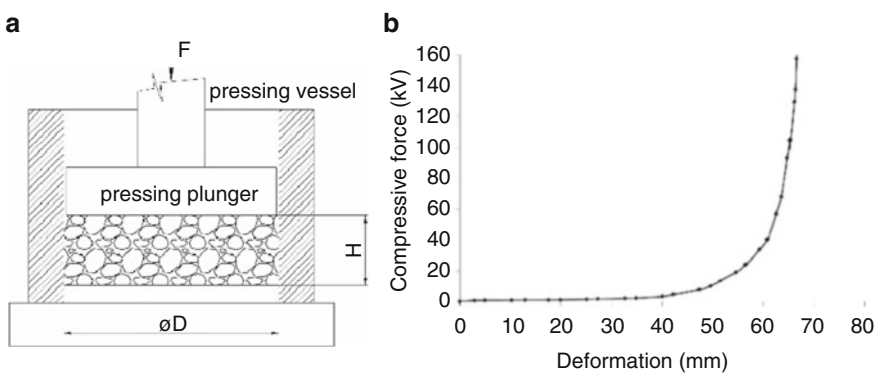 a
F
pressing vessel
pressing plunger
H
øD
b
Compressive force (kV)
160
140
120
100
80
60
40
20
0
0 10 20 30 40 50 60 70 80
Deformation (mm)